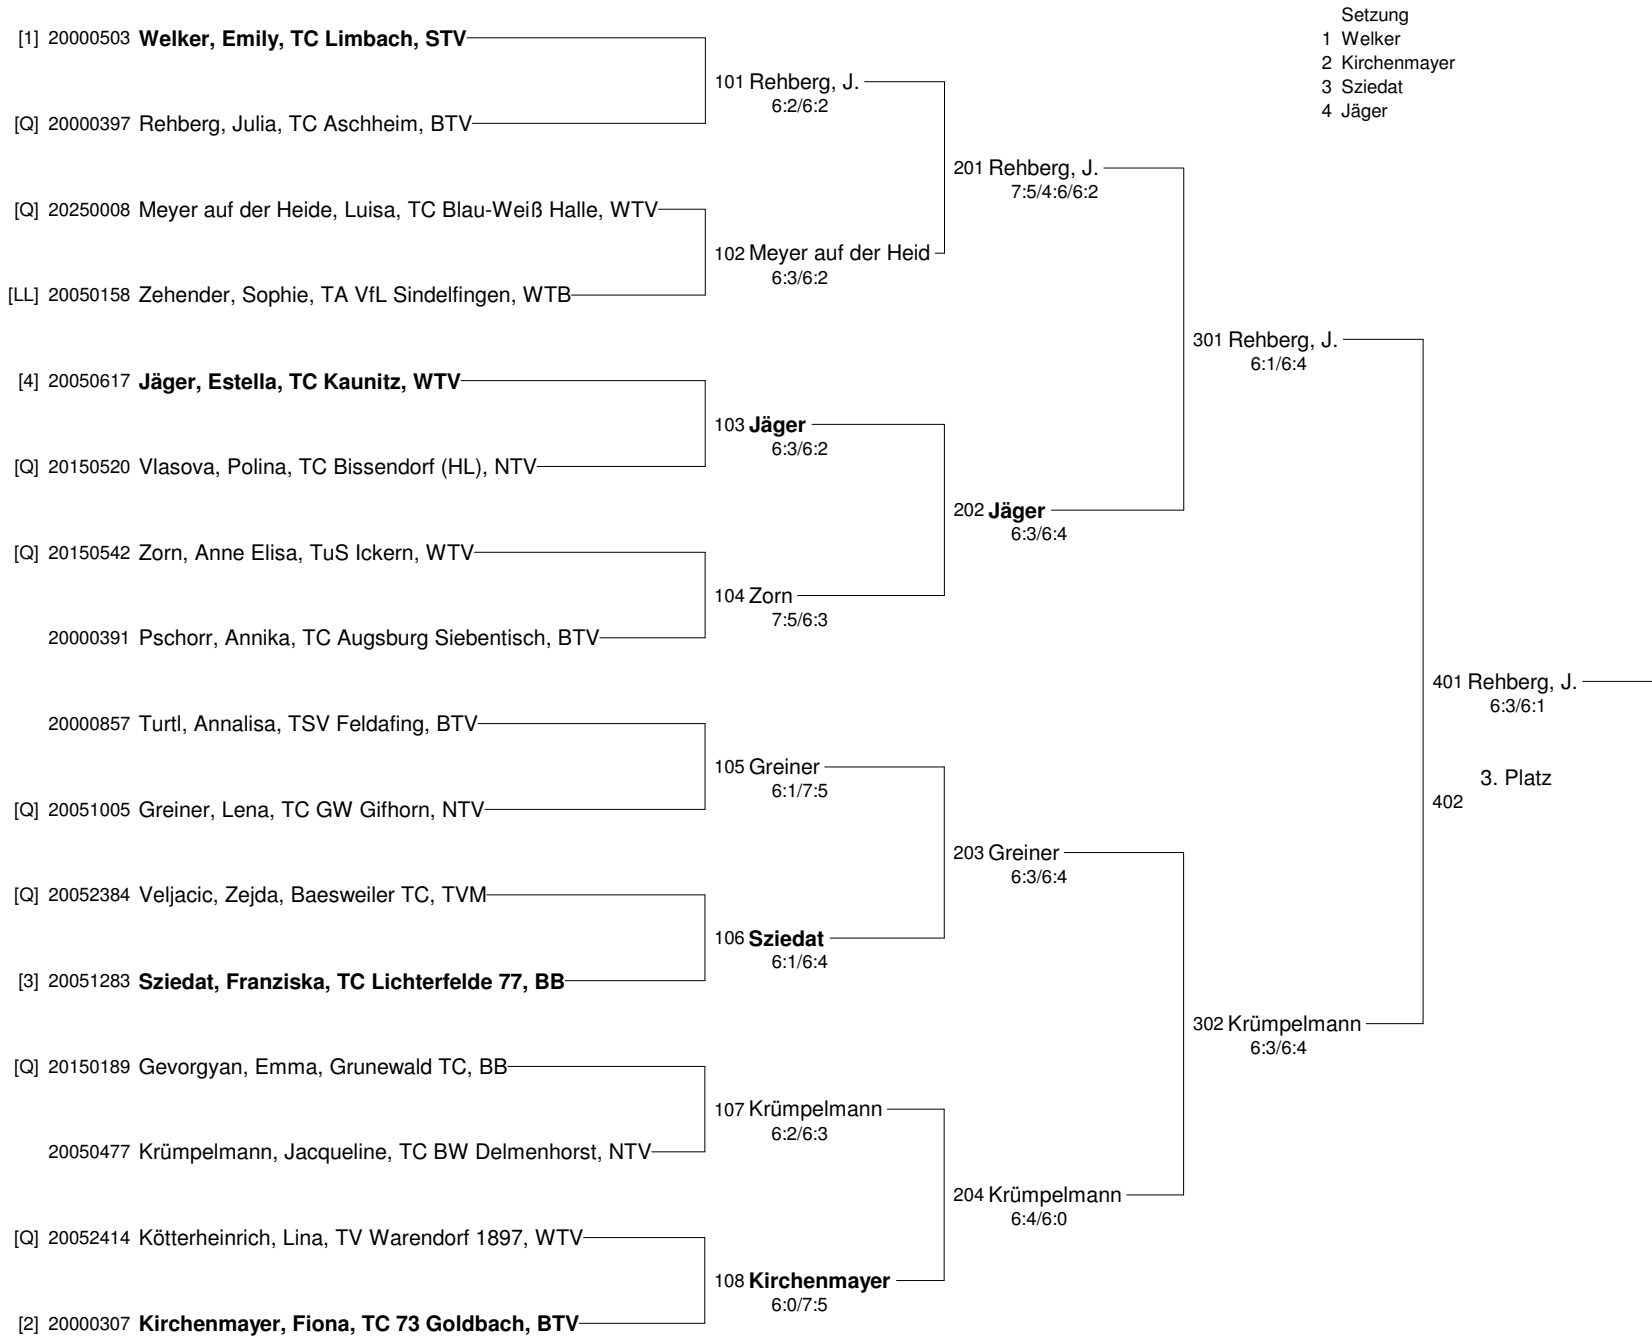 Setzung
1 Welker
2 Kirchenmayer
3 Sziedat
4 Jäger
[1] 20000503 Welker, Emily, TC Limbach, STV
101 Rehberg, J.
6:2/6:2
[Q] 20000397 Rehberg, Julia, TC Aschheim, BTV
201 Rehberg, J.
7:5/4:6/6:2
[Q] 20250008 Meyer auf der Heide, Luisa, TC Blau-Weiß Halle, WTV
102 Meyer auf der Heid
6:3/6:2
[LL] 20050158 Zehender, Sophie, TA VfL Sindelfingen, WTB
301 Rehberg, J.
6:1/6:4
[4] 20050617 Jäger, Estella, TC Kaunitz, WTV
103 Jäger
6:3/6:2
[Q] 20150520 Vlasova, Polina, TC Bissendorf (HL), NTV
202 Jäger
6:3/6:4
[Q] 20150542 Zorn, Anne Elisa, TuS Ickern, WTV
104 Zorn
7:5/6:3
20000391 Pschorr, Annika, TC Augsburg Siebentisch, BTV
401 Rehberg, J.
6:3/6:1
20000857 Turtl, Annalisa, TSV Feldafing, BTV
105 Greiner
6:1/7:5
3. Platz
402
[Q] 20051005 Greiner, Lena, TC GW Gifhorn, NTV
203 Greiner
6:3/6:4
[Q] 20052384 Veljacic, Zejda, Baesweiler TC, TVM
106 Sziedat
6:1/6:4
[3] 20051283 Sziedat, Franziska, TC Lichterfelde 77, BB
302 Krümpelmann
6:3/6:4
[Q] 20150189 Gevorgyan, Emma, Grunewald TC, BB
107 Krümpelmann
6:2/6:3
20050477 Krümpelmann, Jacqueline, TC BW Delmenhorst, NTV
204 Krümpelmann
6:4/6:0
[Q] 20052414 Kötterheinrich, Lina, TV Warendorf 1897, WTV
108 Kirchenmayer
6:0/7:5
[2] 20000307 Kirchenmayer, Fiona, TC 73 Goldbach, BTV